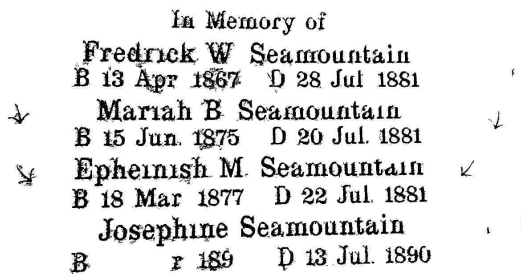 In Memory of
Fredrick W Seamountain
B 13 Apr 1867 D 28 Jul 1881
Mariah B Seamountain
B 15 Jun. 1875 D 20 Jul. 1881
Epheinish M. Seamountain
B 18 Mar 1877 D 22 Jul. 1881
Josephine Seamountain
B r 189 D 13 Jul. 1890